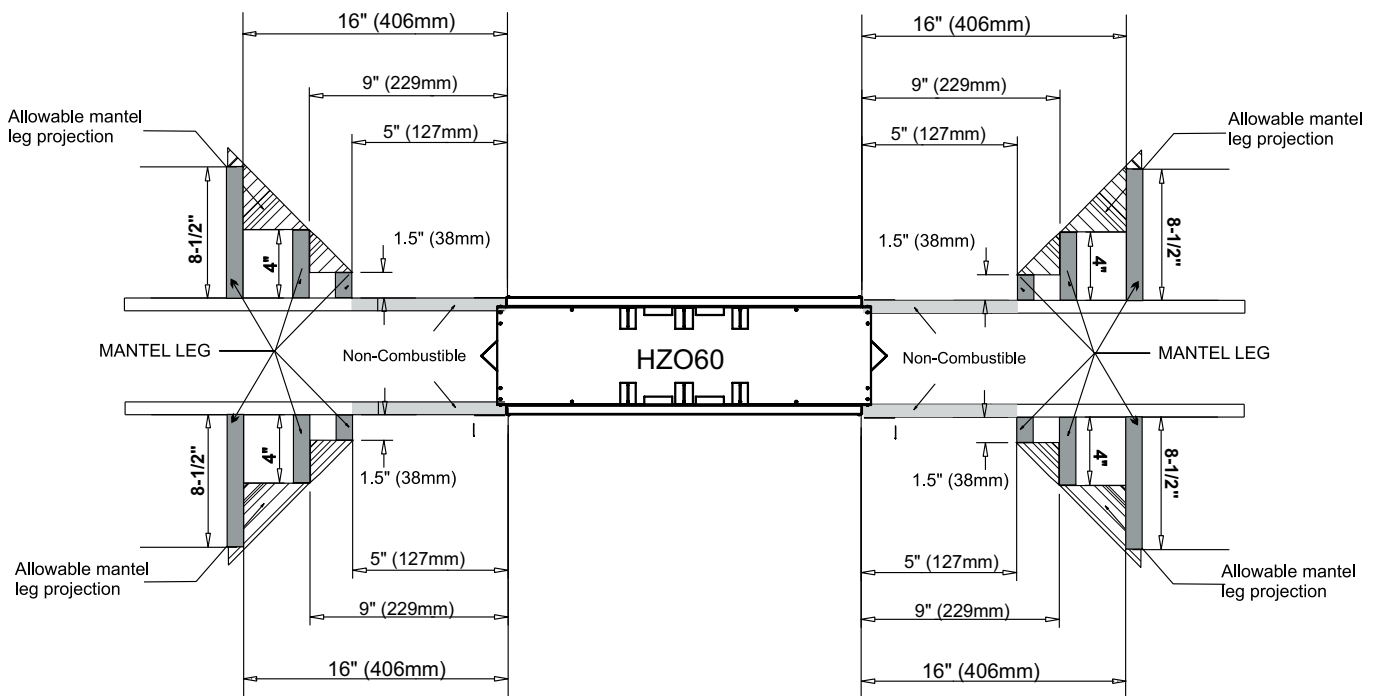 16" (406mm)
16" (406mm)
9" (229mm)
9" (229mm)
Allowable mantel
leg projection
Allowable mantel
leg projection
5" (127mm)
5" (127mm)
8-1/2"
4"
1.5" (38mm)
1.5" (38mm)
4"
8-1/2"
MANTEL LEG
Non-Combustible
HZO60
Non-Combustible
MANTEL LEG
8-1/2"
4"
1.5" (38mm)
1.5" (38mm)
4"
8-1/2"
Allowable mantel
leg projection
Allowable mantel
leg projection
5" (127mm)
5" (127mm)
9" (229mm)
9" (229mm)
16" (406mm)
16" (406mm)